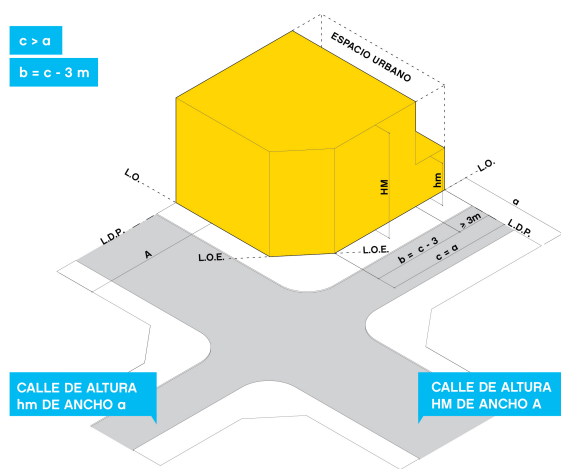 c > a
b = c - 3 m
ESPACIO URBANO
L.O.
L.O.
HM
hm
a
L.D.P.
L.D.P.
≥ 3m
b = c - 3
c = a
A
L.O.E.
L.O.E.
CALLE DE ALTURA
hm DE ANCHO a
CALLE DE ALTURA
HM DE ANCHO A